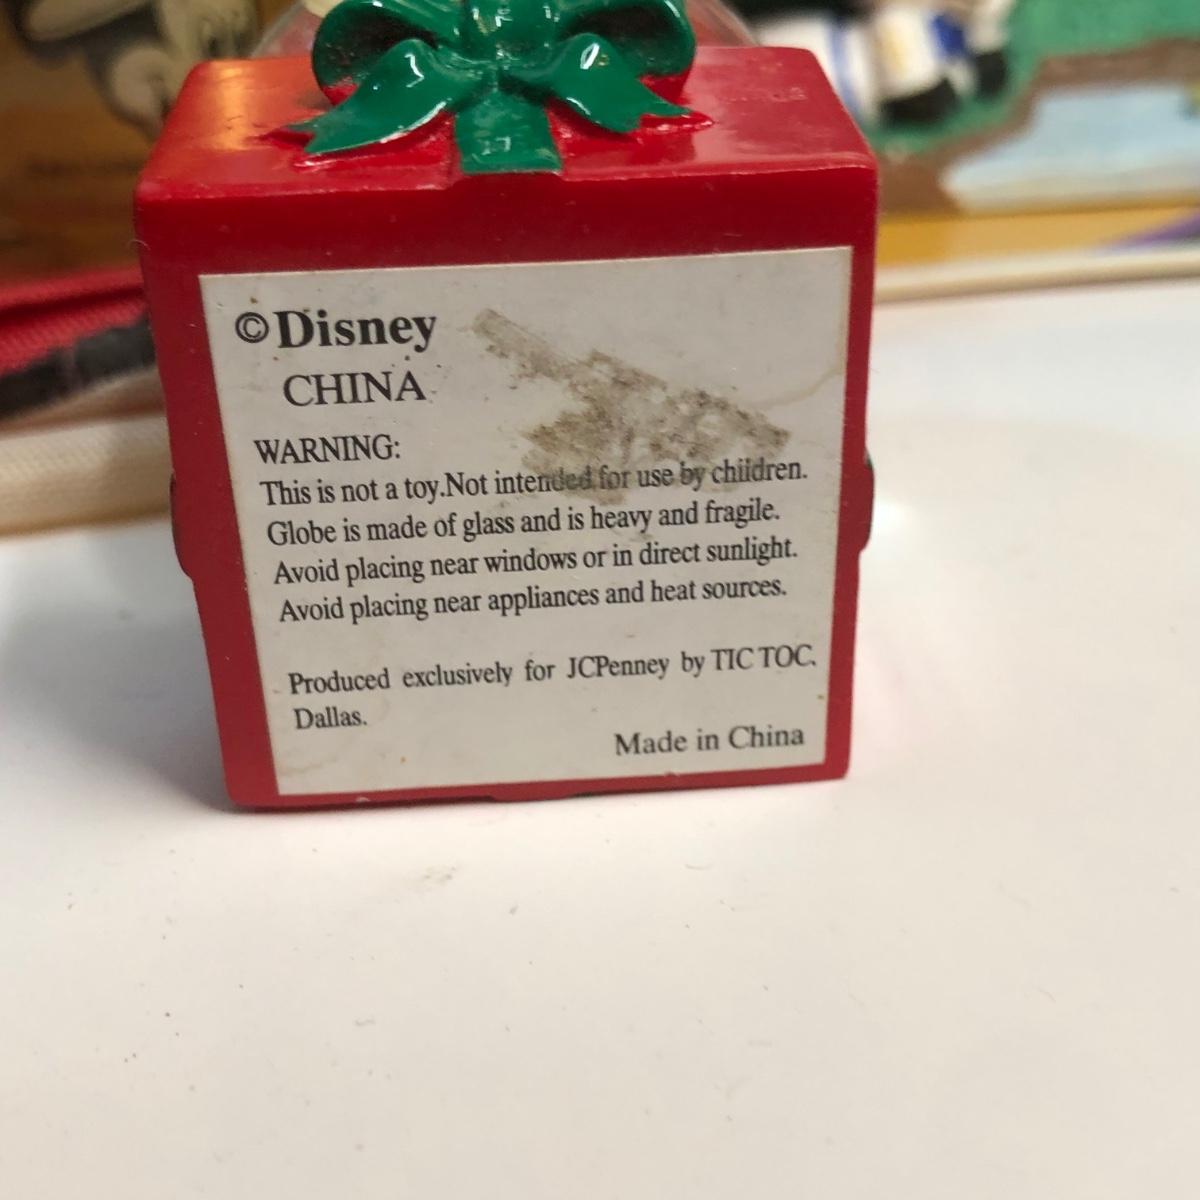 ©Disney
CHINA
WARNING:
This is not a toy.Not intended for use by chiidren.
Globe is made of glass and is heavy and fragile.
Avoid placing near windows or in direct sunlight.
Avoid placing near appliances and heat sources.
Produced exclusively for JCPenney by TIC TOC.
Dallas.
Made in China